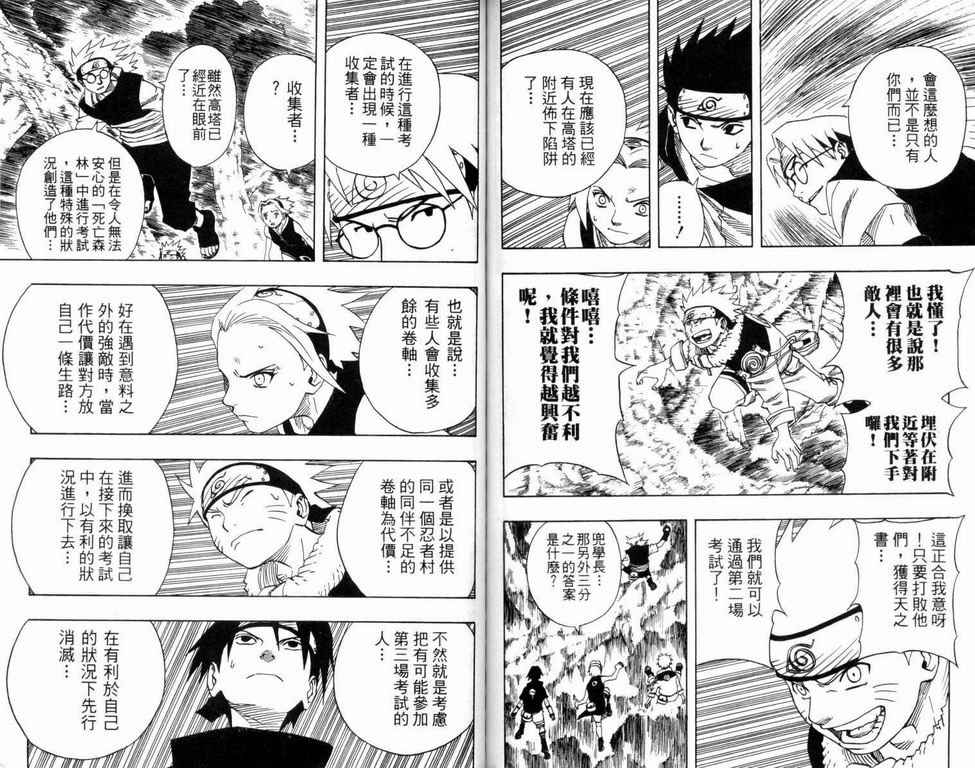 會這麼想的人
，並不是只有
你們而已…
…特殊…！
現在應該已經
有人在高塔的
附近佈下陷阱
了…
我懂了！
也就是說那
裡會有很多
敵人…
埋伏在附
近等著對
我們下手
囉！
嘻嘻…
條件對我們越不利
，我就覺得越興奮
呢！
這正合我意呀
！只要打敗他
們，獲得天之
書…
我們就可以
通過第二場
考試了！
兜學長…
那另外三分
之一的答案
是什麼？
在進行這種考
試的時候，一
定會出現一種
收集者…
收集者…
？
雖然高塔已
經近在眼前
了…
但是在令人無法
安心的「死亡森
林」中進行考試
，這種特殊的狀
況創造了他們…
也就是說…
有些人會收集多
餘的卷軸…
好在遇到意料之
外的強敵時，當
作代價讓對方放
自己一條生路…
或者是以提供
同一個忍者村
的同伴不足的
卷軸為代價…
進而換取讓自己
在接下來的考試
中，以有利的狀
況進行下去…
不然就是考慮
把有可能參加
第三場考試的
人…
在有利於自己
的狀況下先行
消滅…